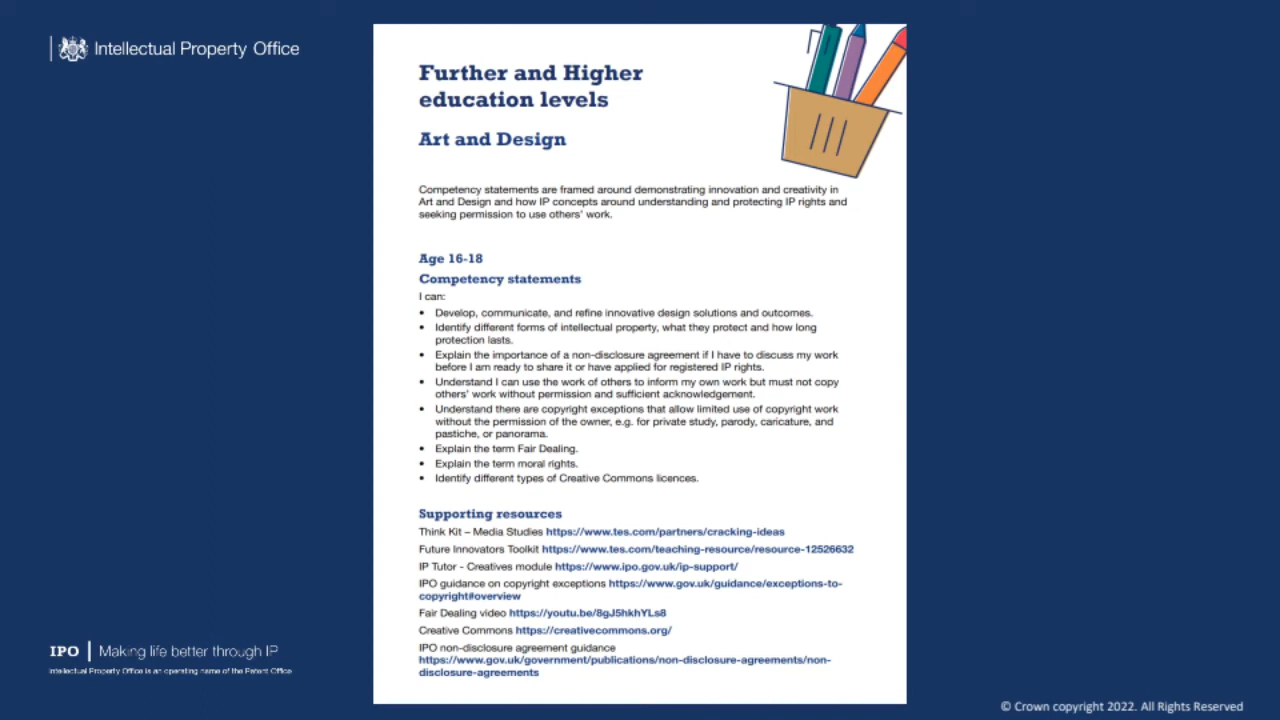 Intellectual Property Office
Further and Higher
education levels
Art and Design
Competency statements are framed around demonstrating innovation and creativity in
Art and Design and how IP concepts around understanding and protecting IP rights and
seeking permission to use others' work.
Age 16-18
Competency statements
I can:
• Develop, communicate, and refine innovative design solutions and outcomes.
• Identify different forms of intellectual property, what they protect and how long
protection lasts.
• Explain the importance of a non-disclosure agreement if I have to discuss my work
before I am ready to share it or have applied for registered IP rights.
• Understand I can use the work of others to inform my own work but must not copy
others' work without permission and sufficient acknowledgement.
• Understand there are copyright exceptions that allow limited use of copyright work
without the permission of the owner, e.g. for private study, parody, caricature, and
pastiche, or panorama.
• Explain the term Fair Dealing.
• Explain the term moral rights.
• Identify different types of Creative Commons licences.
Supporting resources
Think Kit – Media Studies https://www.tes.com/partners/cracking-ideas
Future Innovators Toolkit https://www.tes.com/teaching-resource/resource-12526632
IP Tutor - Creatives module https://www.ipo.gov.uk/ip-support/
IPO guidance on copyright exceptions https://www.gov.uk/guidance/exceptions-to-
copyright#overview
Fair Dealing video https://youtu.be/8gJ5hkhYLs8
Creative Commons https://creativecommons.org/
IPO non-disclosure agreement guidance
https://www.gov.uk/government/publications/non-disclosure-agreements/non-
disclosure-agreements
IPO | Making life better through IP
Intellectual Property Office is an operating name of the Patent Office
© Crown copyright 2022. All Rights Reserved